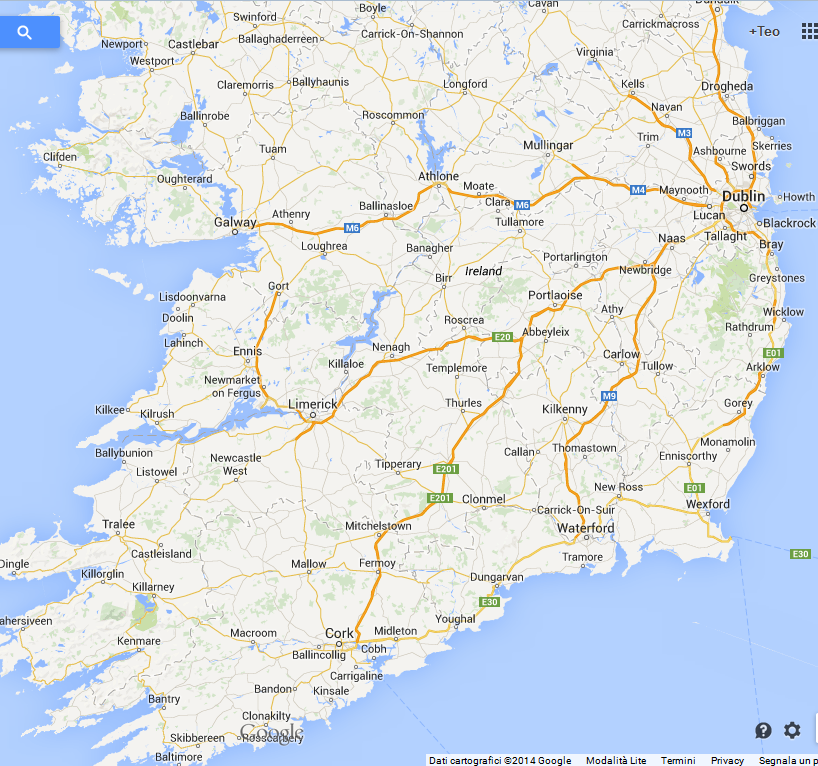 Boyle
Cavan
Dundalk
Swinford
Carrick-On-Shannon
Carrickmacross
+Teo
Newport
Castlebar
Ballaghaderreen
Virginia
Westport
Claremorris
Ballyhaunis
Longford
Kells
Drogheda
Navan
Ballinrobe
Roscommon
Balbriggan
M3
Trim
Skerries
Clifden
Tuam
Mullingar
Ashbourne
Swords
Oughterard
Athlone
Moate
M4
Maynooth
Dublin
Howth
Ballinasloe
Clara
M6
Lucan
Galway
Athenry
M6
Tullamore
Blackrock
Tallaght
Loughrea
Banagher
Naas
Bray
Portarlington
Newbridge
Ireland
Birr
Greystones
Gort
Lisdoonvarna
Portlaoise
Doolin
Athy
Wicklow
Roscrea
Abbeyleix
Rathdrum
Lahinch
E20
Ennis
Nenagh
Carlow
E01
Killaloe
Templemore
Tullow
Arklow
Newmarket
on Fergus
M9
Limerick
Thurles
Kilkenny
Gorey
Kilkee
Kilrush
Monamolin
Ballybunion
Callan
Thomastown
Enniscorthy
Newcastle
West
Tipperary
E201
Listowel
New Ross
E01
E201
Clonmel
Wexford
Carrick-On-Suir
Tralee
Mitchelstown
Waterford
Castleisland
Tramore
E30
Dingle
Mallow
Fermoy
Killorglin
Dungarvan
Killarney
E30
ahersiveen
Youghal
Macroom
Cork
Midleton
Kenmare
Ballincollig
Cobh
Carrigaline
Bandon
Kinsale
Bantry
Clonakilty
Google
Skibbereen
Rosscarbery
Baltimore
Dati cartografici ©2014 Google Modalità Lite Termini Privacy Segnala un p